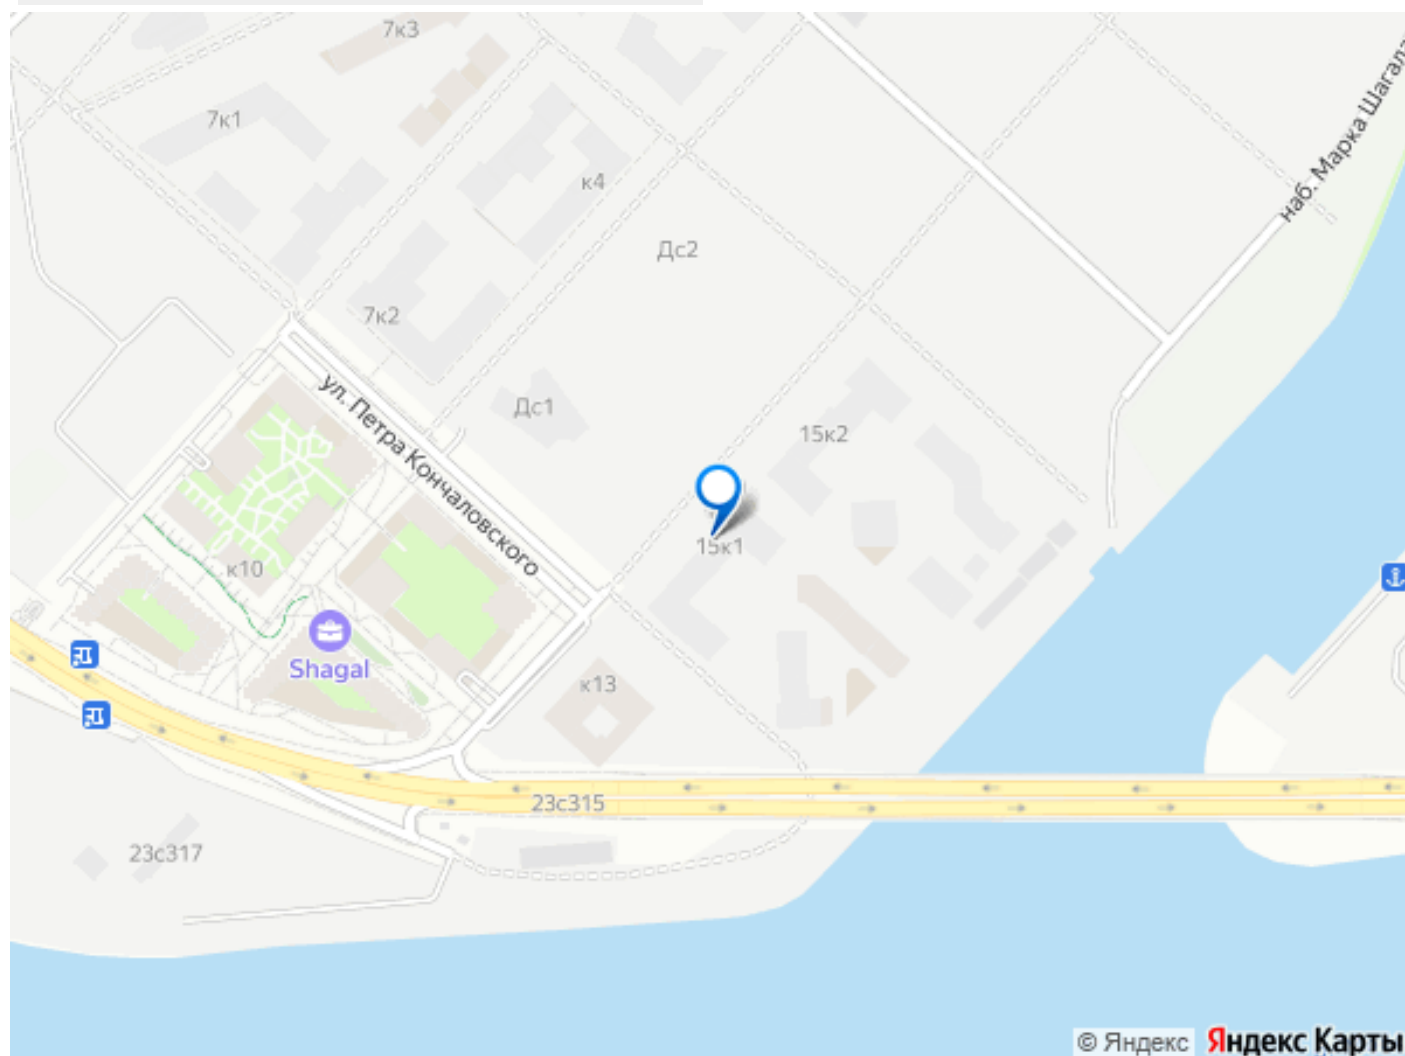 7к3
7к1
к4
наб. Марка Шагала
Дс2
7к2
ул. Петра Кончаловского
Дс1
15к2
15к1
к10
Shagal
к13
23с315
23с317
© Яндекс Яндекс Карты